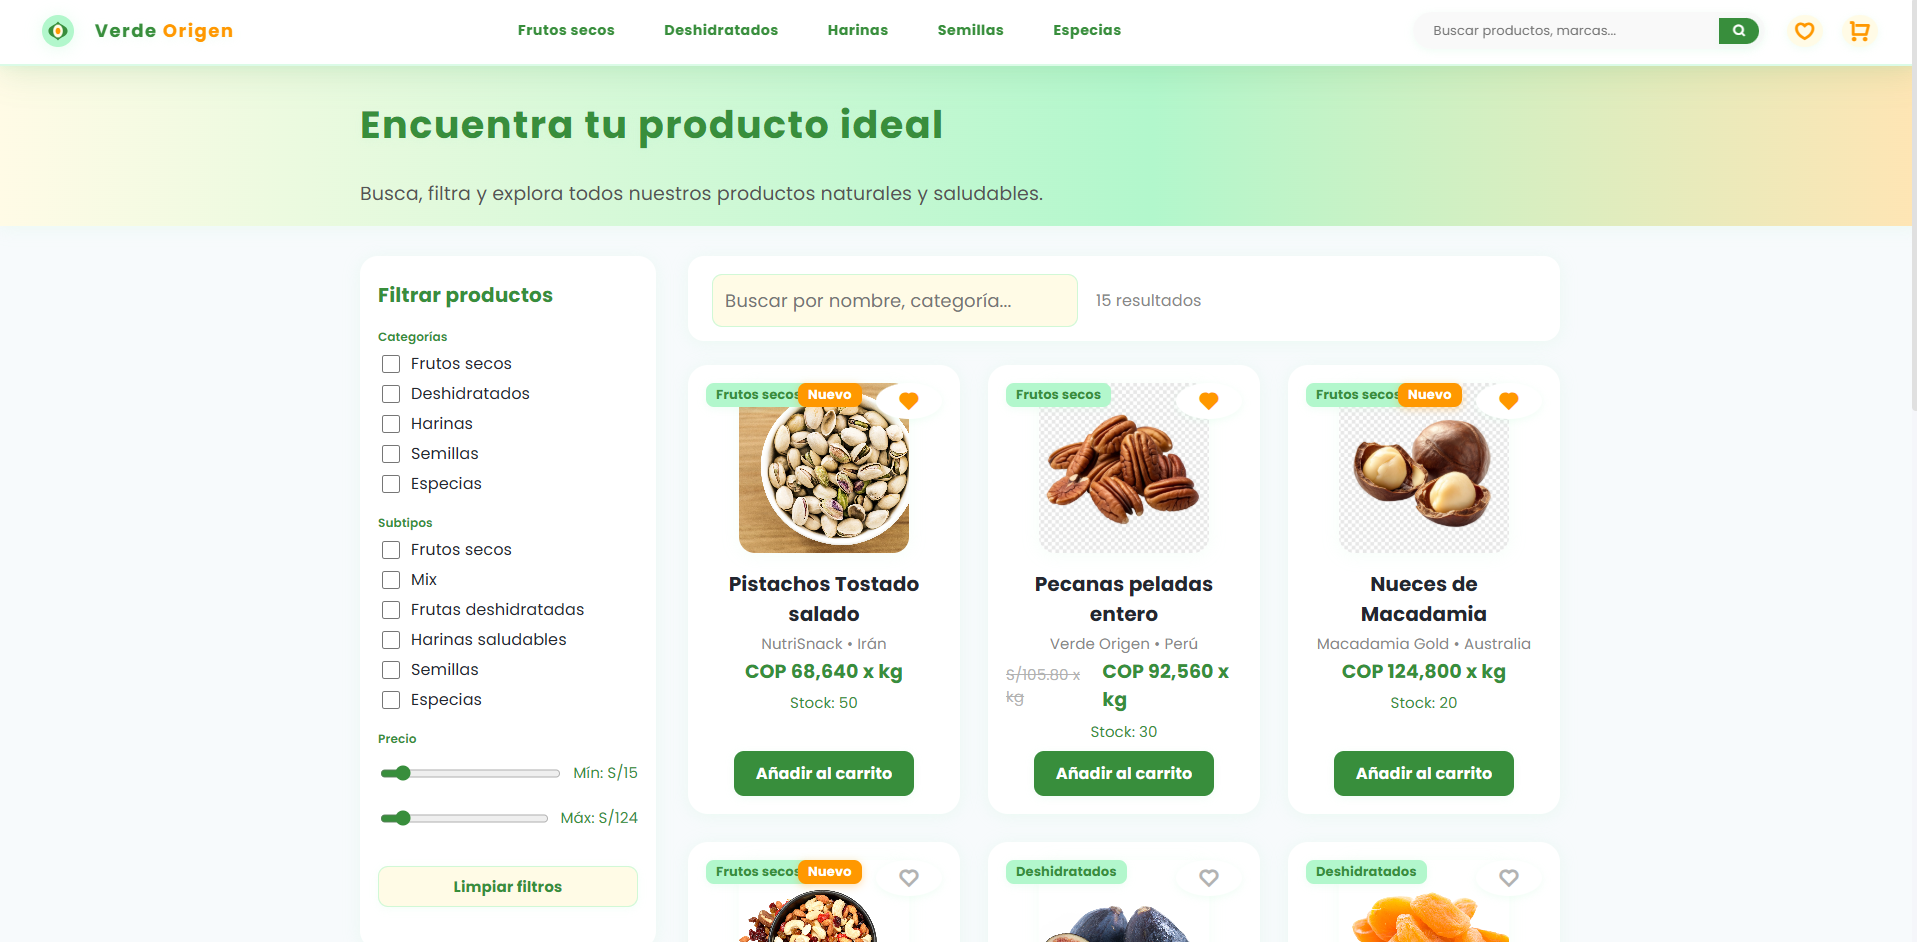 Verde Origen
Frutos secos
Deshidratados
Harinas
Semillas
Especias
Buscar productos, marcas...
Encuentra tu producto ideal
Busca, filtra y explora todos nuestros productos naturales y saludables.
Filtrar productos
Categorías
Frutos secos
Deshidratados
Harinas
Semillas
Especias
Subtipos
Frutos secos
Mix
Frutas deshidratadas
Harinas saludables
Semillas
Especias
Precio
Mín: S/15
Máx: S/124
Limpiar filtros
Buscar por nombre, categoría...
15 resultados
Frutos secos
Nuevo
Pistachos Tostado
salado
NutriSnack • Irán
COP 68,640 x kg
Stock: 50
Añadir al carrito
Frutos secos
Pecanas peladas
entero
Verde Origen • Perú
S/105.80 x
kg
COP 92,560 x
kg
Stock: 30
Añadir al carrito
Frutos secos
Nuevo
Nueces de
Macadamia
Macadamia Gold • Australia
COP 124,800 x kg
Stock: 20
Añadir al carrito
Frutos secos
Nuevo
Deshidratados
Deshidratados